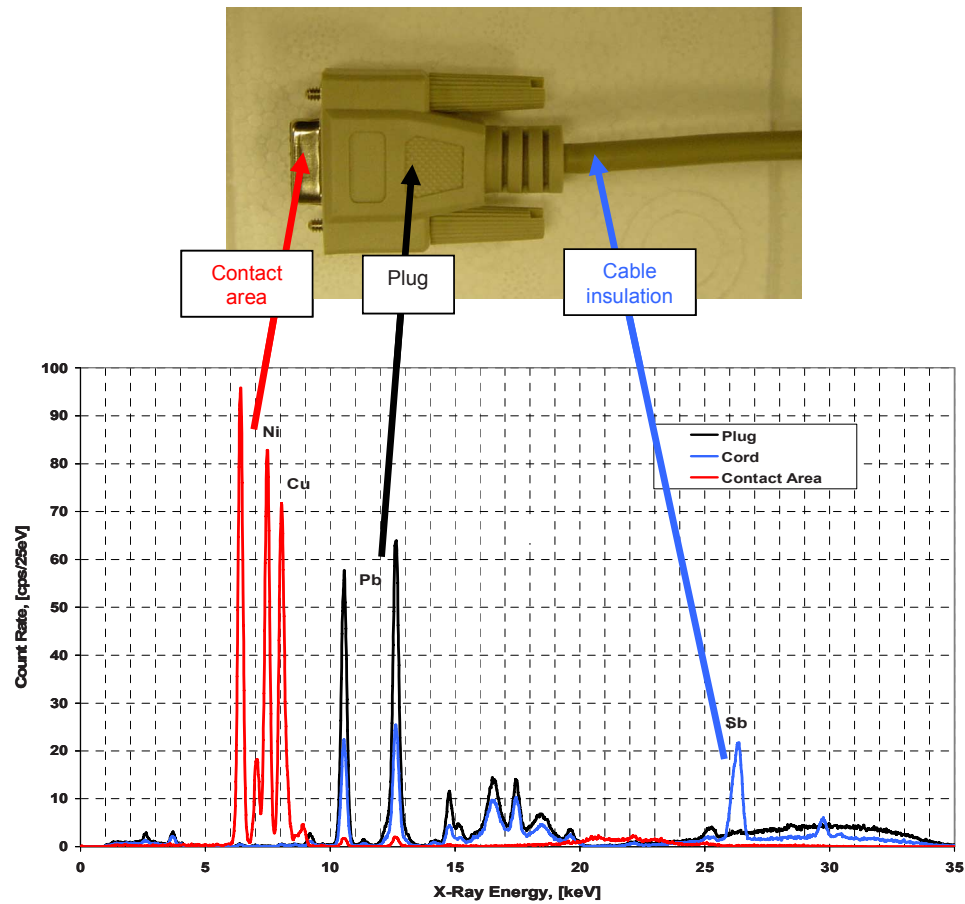 Contact
area
Plug
Cable
insulation
100
90
80
70
60
50
40
30
20
10
0
Count Rate, [cps/25eV]
Ni
Cu
Pb
Sb
Plug
Cord
Contact Area
0 5 10 15 20 25 30 35
X-Ray Energy, [keV]